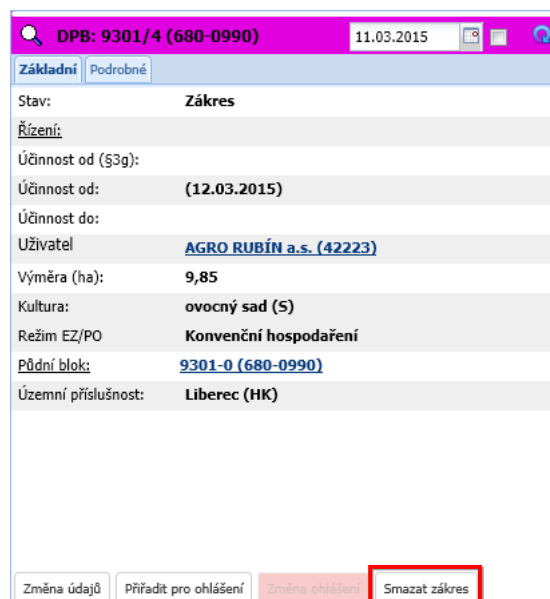 DPB: 9301/4 (680-0990) 11.03.2015
Základní Podrobné
Stav: Zákres
Řízení:
Účinnost od (§3g):
Účinnost od: (12.03.2015)
Účinnost do:
Uživatel AGRO RUBÍN a.s. (42223)
Výměra (ha): 9,85
Kultura: ovocný sad (S)
Režim EZ/PO Konvenční hospodaření
Půdní blok: 9301-0 (680-0990)
Územní příslušnost: Liberec (HK)
Změna údajů Přiřadit pro ohlášení Změna ohlášení Smazat zákres